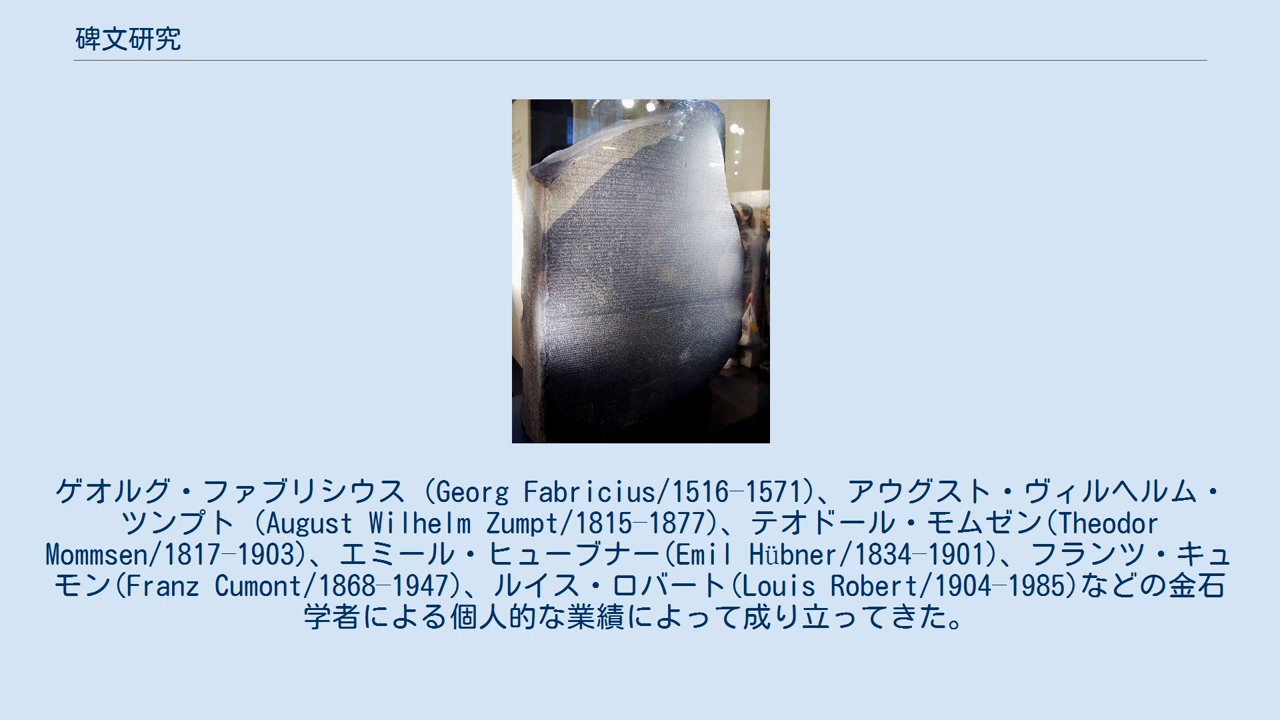 碑文研究
ゲオルグ・ファブリシウス (Georg Fabricius/1516–1571)、アウグスト・ヴィルヘルム・
ツンプト (August Wilhelm Zumpt/1815–1877)、テオドール・モムゼン(Theodor
Mommsen/1817–1903)、エミール・ヒューブナー(Emil Hübner/1834–1901)、フランツ・キュ
モン(Franz Cumont/1868–1947)、ルイス・ロバート(Louis Robert/1904–1985)などの金石
学者による個人的な業績によって成り立ってきた。